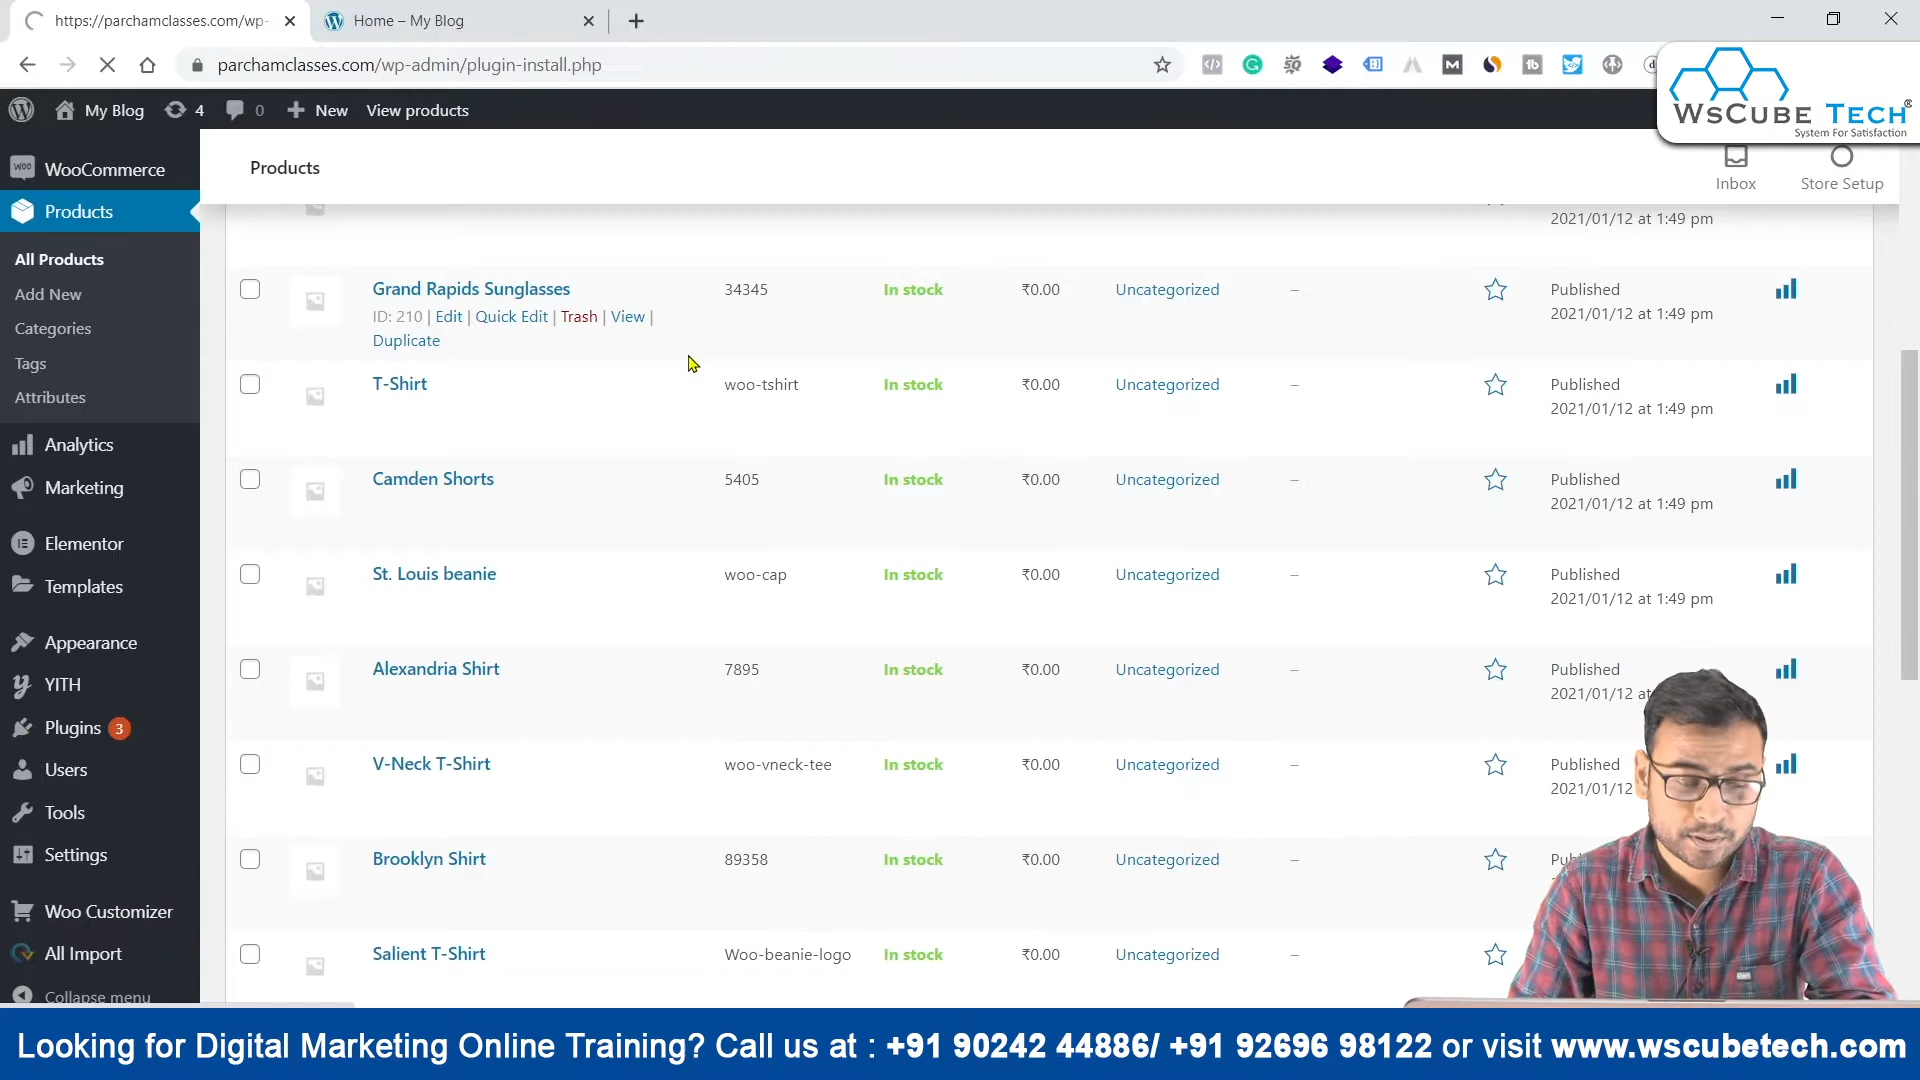 https://parchamclasses.com/wp-
Home – My Blog
parchamclasses.com/wp-admin/plugin-install.php
My Blog
4
0
New
View products
WSCUBE TECH®
System For Satisfaction
WooCommerce
Products
All Products
Add New
Categories
Tags
Attributes
Analytics
Marketing
Elementor
Templates
Appearance
YITH
Plugins 3
Users
Tools
Settings
Woo Customizer
All Import
Collapse menu
Products
Inbox
Store Setup
2021/01/12 at 1:49 pm
Grand Rapids Sunglasses 34345 In stock ₹0.00 Uncategorized – Published
ID: 210 | Edit | Quick Edit | Trash | View | 2021/01/12 at 1:49 pm
Duplicate
T-Shirt woo-tshirt In stock ₹0.00 Uncategorized – Published
2021/01/12 at 1:49 pm
Camden Shorts 5405 In stock ₹0.00 Uncategorized – Published
2021/01/12 at 1:49 pm
St. Louis beanie woo-cap In stock ₹0.00 Uncategorized – Published
2021/01/12 at 1:49 pm
Alexandria Shirt 7895 In stock ₹0.00 Uncategorized – Published
2021/01/12 at
V-Neck T-Shirt woo-vneck-tee In stock ₹0.00 Uncategorized – Published
2021/01/12
Brooklyn Shirt 89358 In stock ₹0.00 Uncategorized –
Salient T-Shirt Woo-beanie-logo In stock ₹0.00 Uncategorized –
Looking for Digital Marketing Online Training? Call us at : +91 90242 44886/ +91 92696 98122 or visit www.wscubetech.com